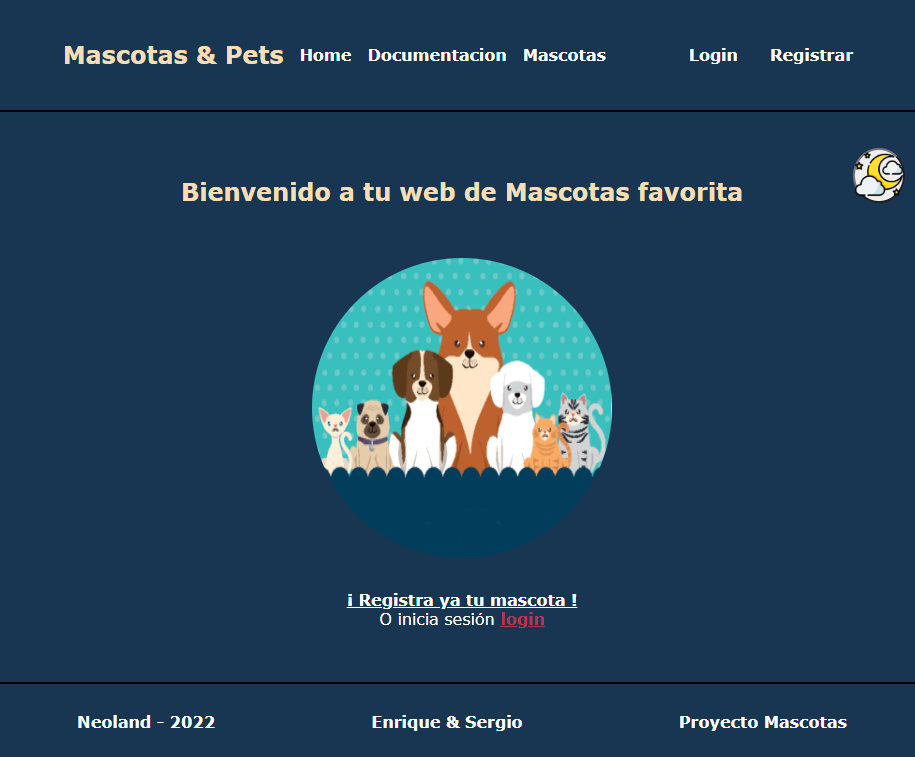 Mascotas & Pets Home Documentacion Mascotas Login Registrar
Bienvenido a tu web de Mascotas favorita
¡ Registra ya tu mascota !
O inicia sesión login
Neoland - 2022 Enrique & Sergio Proyecto Mascotas